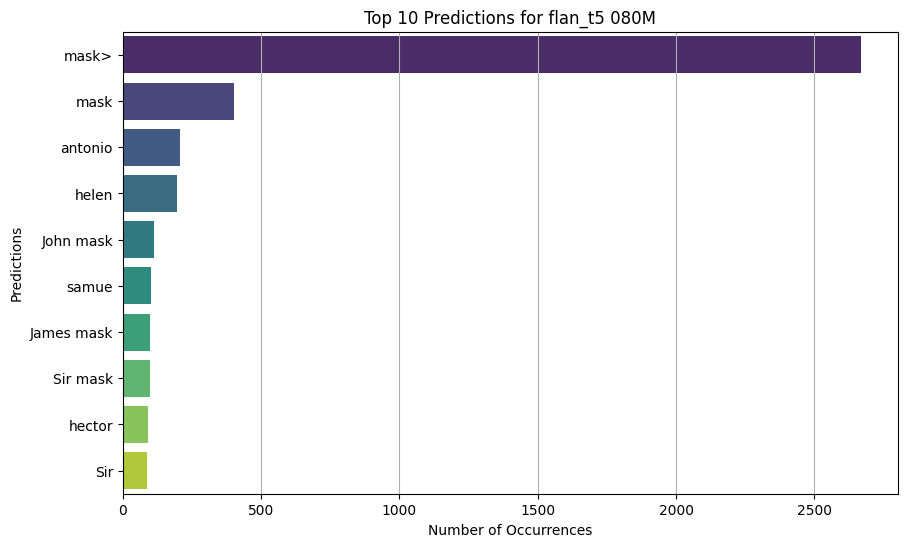 Top 10 Predictions for flan_t5 080M
mask>
mask
antonio
helen
John mask
samue
James mask
Sir mask
hector
Sir
Predictions
0 500 1000 1500 2000 2500
Number of Occurrences